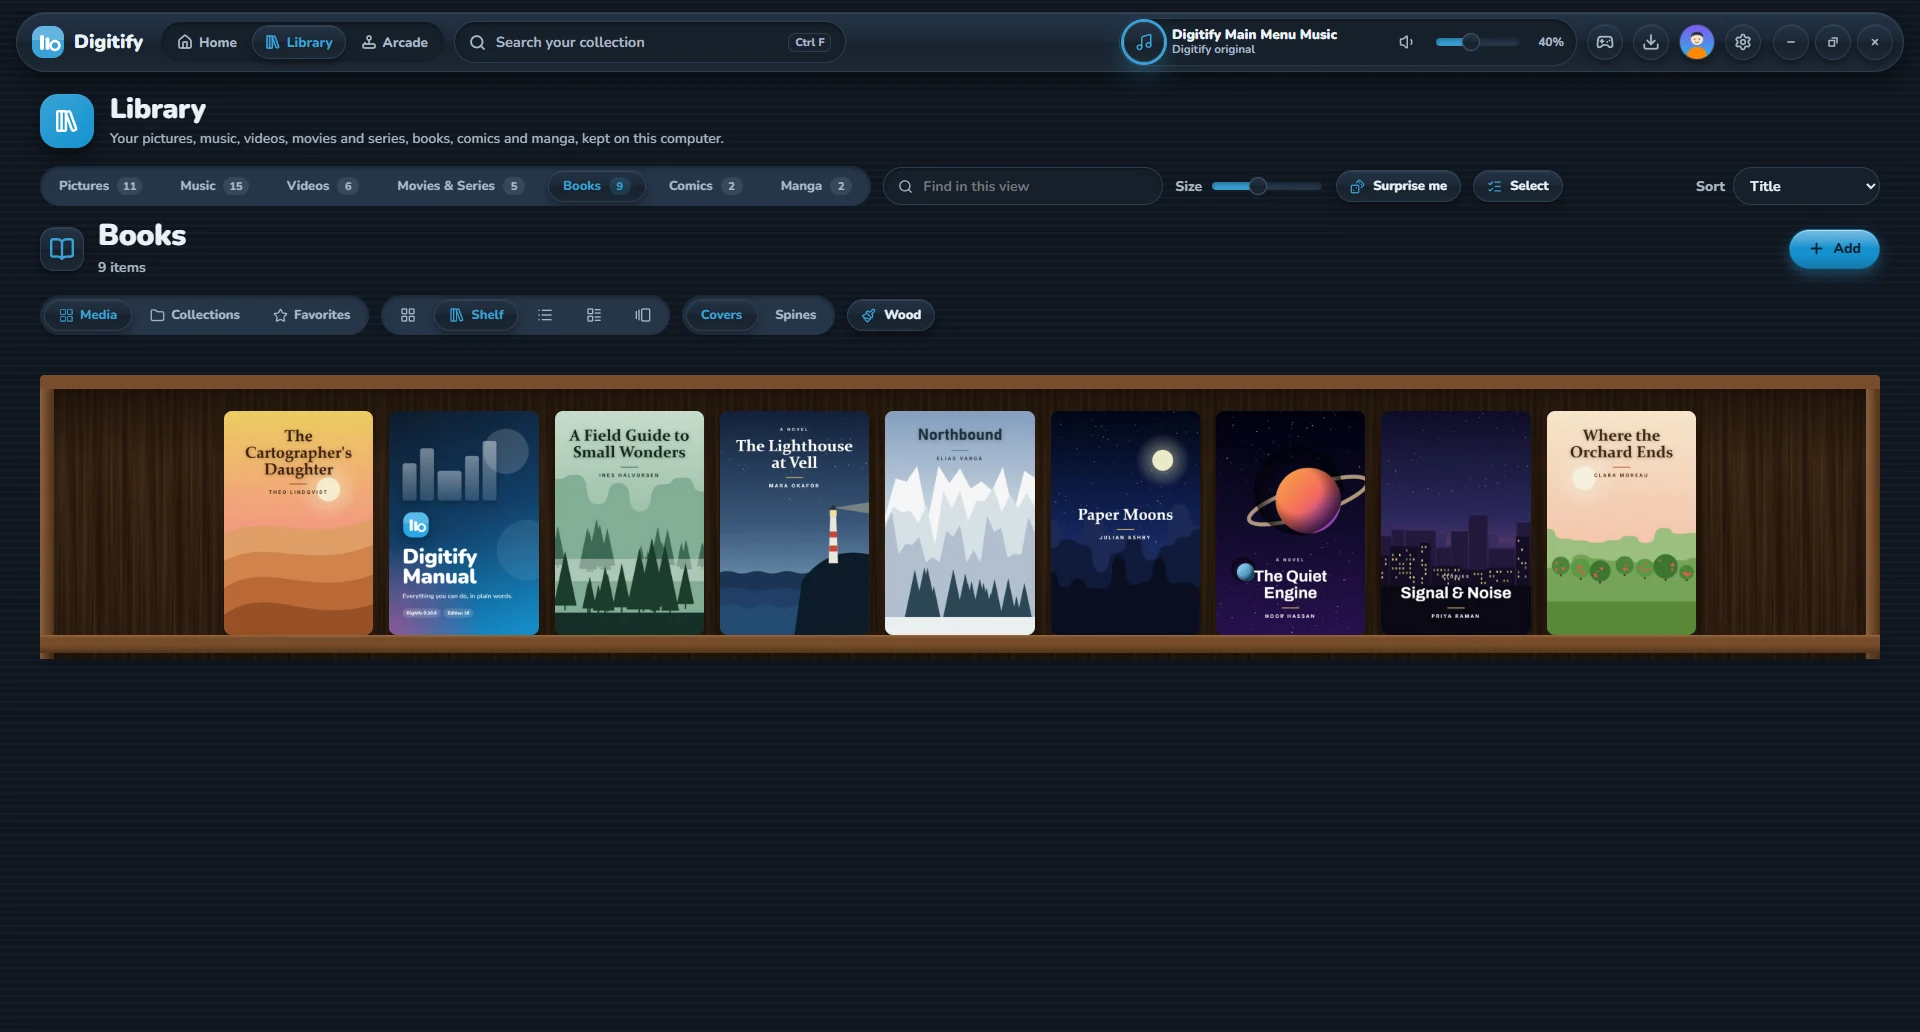 Digitify
Home
Library
Arcade
Search your collection
Ctrl F
Digitify Main Menu Music
Digitify original
40%
Library
Your pictures, music, videos, movies and series, books, comics and manga, kept on this computer.
Pictures 11
Music 15
Videos 6
Movies & Series 5
Books 9
Comics 2
Manga 2
Find in this view
Size
Surprise me
Select
Sort
Title
Books
9 items
+ Add
Media
Collections
Favorites
Shelf
Covers
Spines
Wood
The
Cartographer's
Daughter
THEO LINDQVIST
Digitify
Manual
Everything you can do, in plain words.
A Field Guide to
Small Wonders
INES HALVORSEN
A NOVEL
The Lighthouse
at Vell
MARA OKAFOR
Northbound
ELIAS VARGA
Paper Moons
JULIAN ASHBY
A NOVEL
The Quiet
Engine
NOOR HASSAN
Signal & Noise
PRIYA RAMAN
Where the
Orchard Ends
CLARA MOREAU